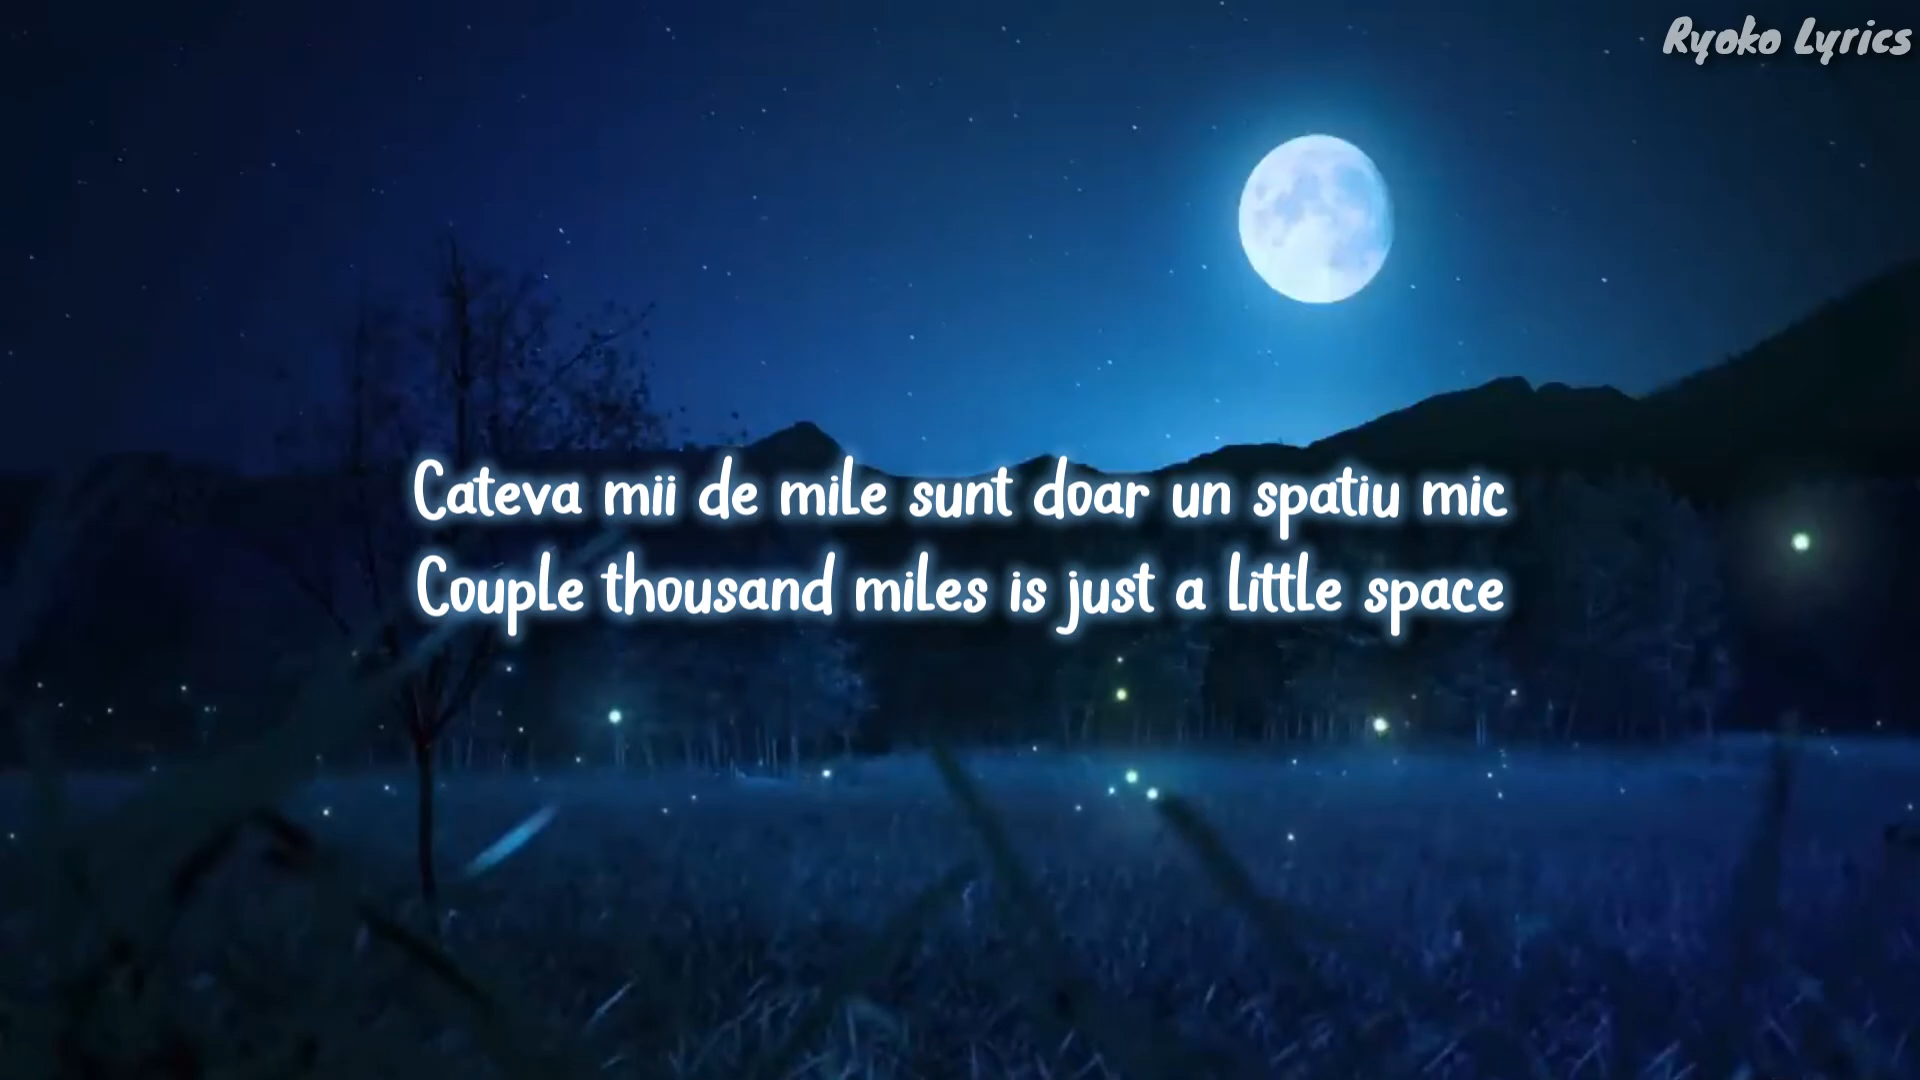 Ryoko Lyrics
Cateva mii de mile sunt doar un spatiu mic
Couple thousand miles is just a little space